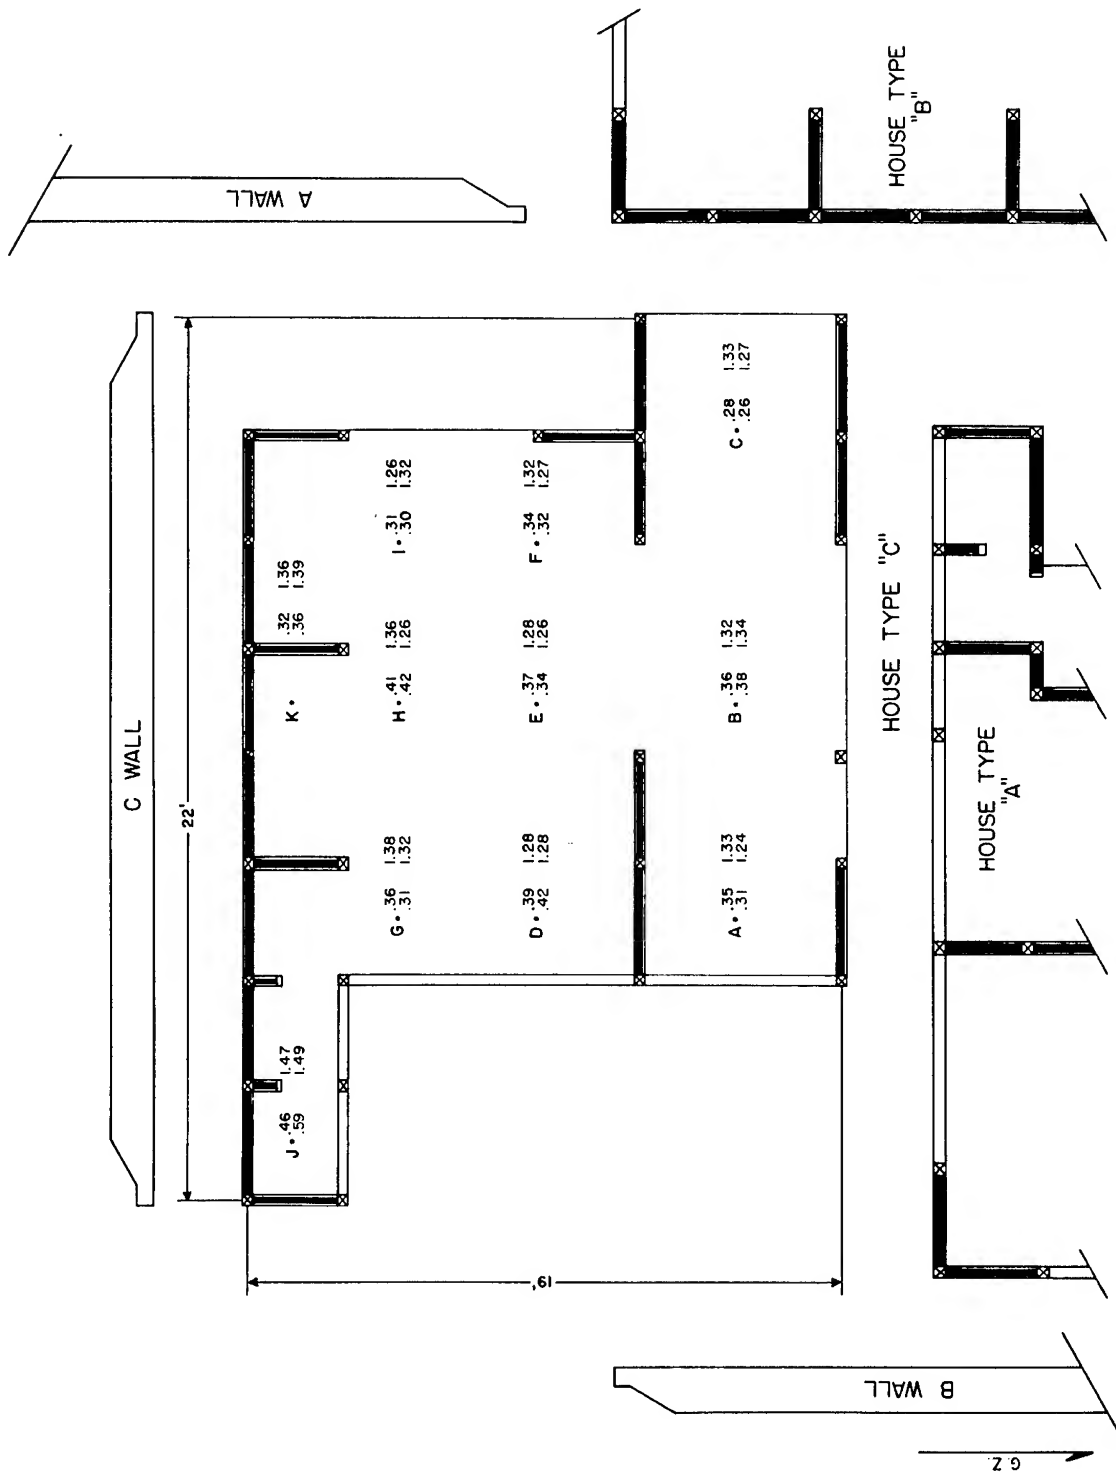 C WALL
22'
A WALL
19'
J • .46 1.47
.59 1.49
K • .32 1.36
.36 1.39
G • .36 1.38
.31 1.32
H • .41 1.36
.42 1.26
I • .31 1.26
.30 1.32
D • .39 1.28
.42 1.28
E • .37 1.28
.34 1.26
F • .34 1.32
.32 1.27
A • .35 1.33
.31 1.24
B • .36 1.32
.38 1.34
C • .28 1.33
.26 1.27
HOUSE TYPE "C"
HOUSE TYPE
"B"
HOUSE TYPE
"A"
B WALL
G.Z.